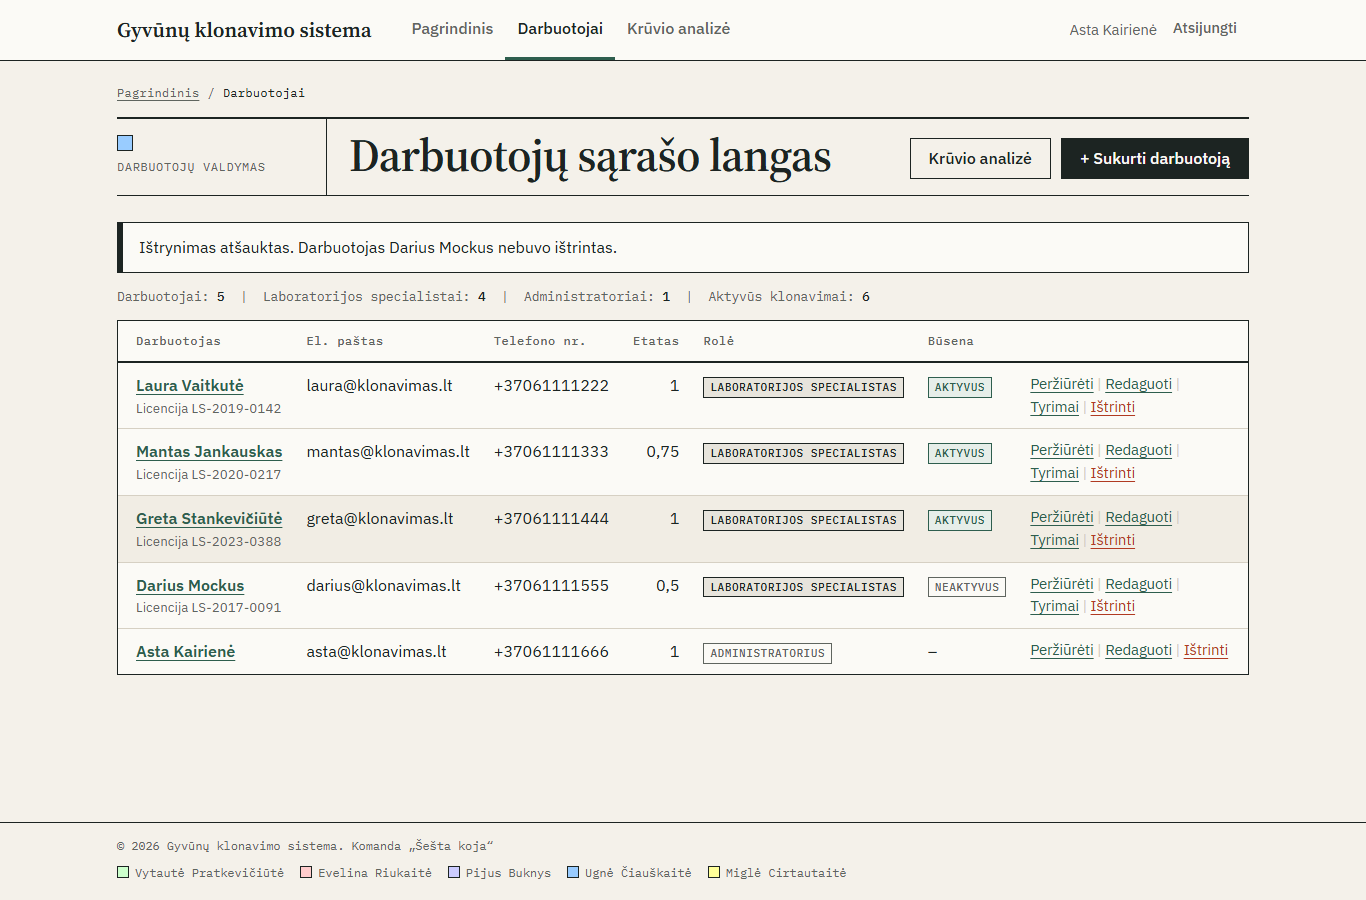 Gyvūnų klonavimo sistema Pagrindinis Darbuotojai Krūvio analizė Asta Kairienė Atsijungti
Pagrindinis / Darbuotojai
DARBUOTOJŲ VALDYMAS
Darbuotojų sąrašo langas
Krūvio analizė
+ Sukurti darbuotoją
Ištrynimas atšauktas. Darbuotojas Darius Mockus nebuvo ištrintas.
Darbuotojai: 5 | Laboratorijos specialistai: 4 | Administratoriai: 1 | Aktyvūs klonavimai: 6
Darbuotojas El. paštas Telefono nr. Etatas Rolė Būsena
Laura Vaitkutė laura@klonavimas.lt +37061111222 1 LABORATORIJOS SPECIALISTAS AKTYVUS Peržiūrėti | Redaguoti |
Licencija LS-2019-0142 Tyrimai | Ištrinti
Mantas Jankauskas mantas@klonavimas.lt +37061111333 0,75 LABORATORIJOS SPECIALISTAS AKTYVUS Peržiūrėti | Redaguoti |
Licencija LS-2020-0217 Tyrimai | Ištrinti
Greta Stankevičiūtė greta@klonavimas.lt +37061111444 1 LABORATORIJOS SPECIALISTAS AKTYVUS Peržiūrėti | Redaguoti |
Licencija LS-2023-0388 Tyrimai | Ištrinti
Darius Mockus darius@klonavimas.lt +37061111555 0,5 LABORATORIJOS SPECIALISTAS NEAKTYVUS Peržiūrėti | Redaguoti |
Licencija LS-2017-0091 Tyrimai | Ištrinti
Asta Kairienė asta@klonavimas.lt +37061111666 1 ADMINISTRATORIUS – Peržiūrėti | Redaguoti | Ištrinti
© 2026 Gyvūnų klonavimo sistema. Komanda „Šešta koja“
Vytautė Pratkevičiūtė Evelina Riukaitė Pijus Buknys Ugnė Čiauškaitė Miglė Cirtautaitė